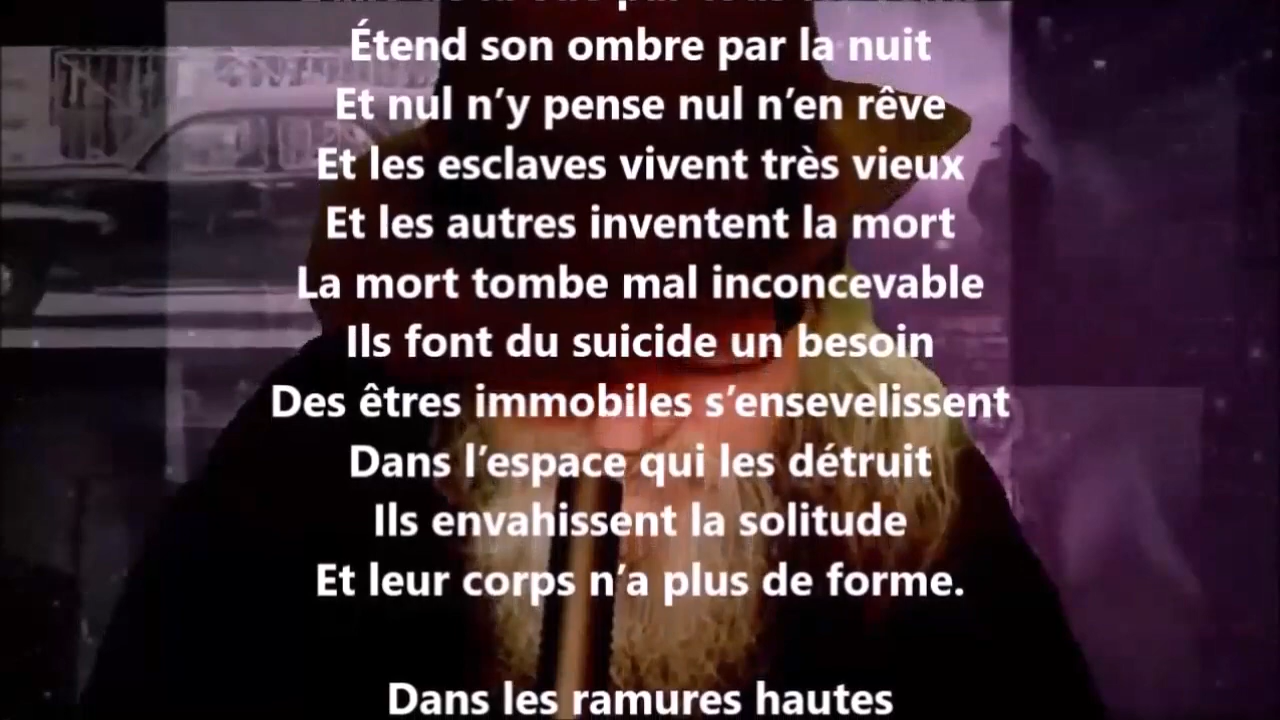 Étend son ombre par la nuit
Et nul n’y pense nul n’en rêve
Et les esclaves vivent très vieux
Et les autres inventent la mort
La mort tombe mal inconcevable
Ils font du suicide un besoin
Des êtres immobiles s’ensevelissent
Dans l’espace qui les détruit
Ils envahissent la solitude
Et leur corps n’a plus de forme.
Dans les ramures hautes